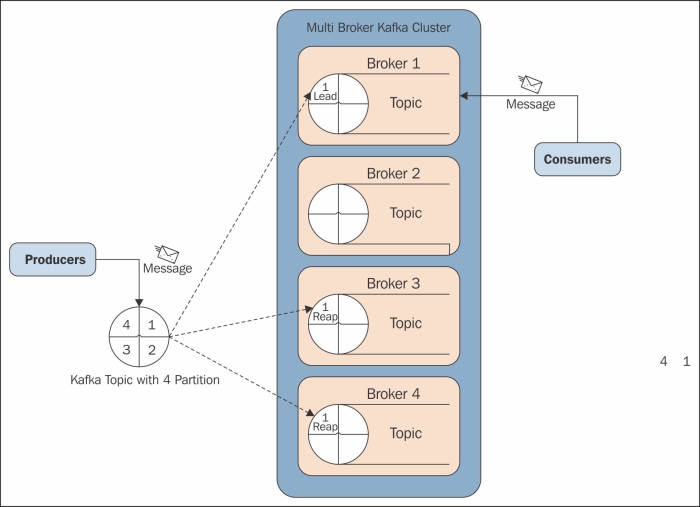 Multi Broker Kafka Cluster
Broker 1
1
Lead
Topic
Message
Consumers
Broker 2
Topic
Producers
Message
Broker 3
1
Reap
Topic
4 1
3 2
Kafka Topic with 4 Partition
4 1
Broker 4
1
Reap
Topic